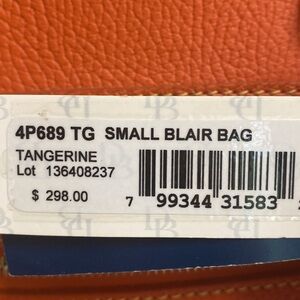 4P689 TG SMALL BLAIR BAG
TANGERINE
Lot 136408237
$ 298.00
7 99344 31583